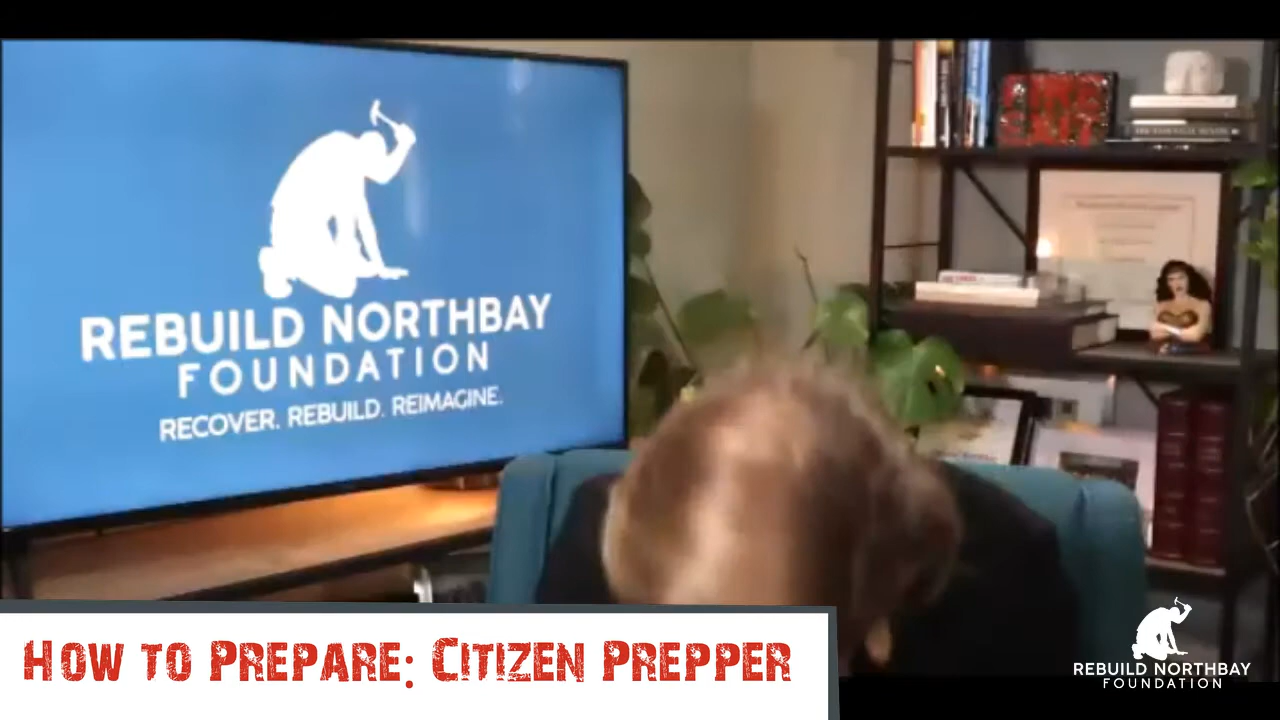 REBUILD NORTHBAY
FOUNDATION
RECOVER. REBUILD. REIMAGINE.
HOW TO PREPARE: CITIZEN PREPPER
REBUILD NORTHBAY
FOUNDATION